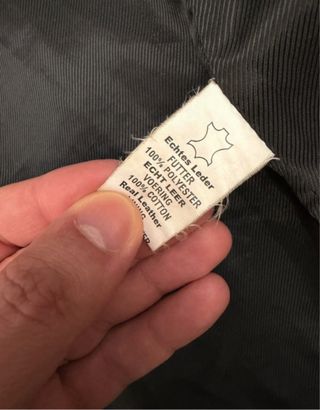 Echtes Leder
FUTTER
100% POLYESTER
ECHT LEER
VOERING
100% COTTON
Real Leather